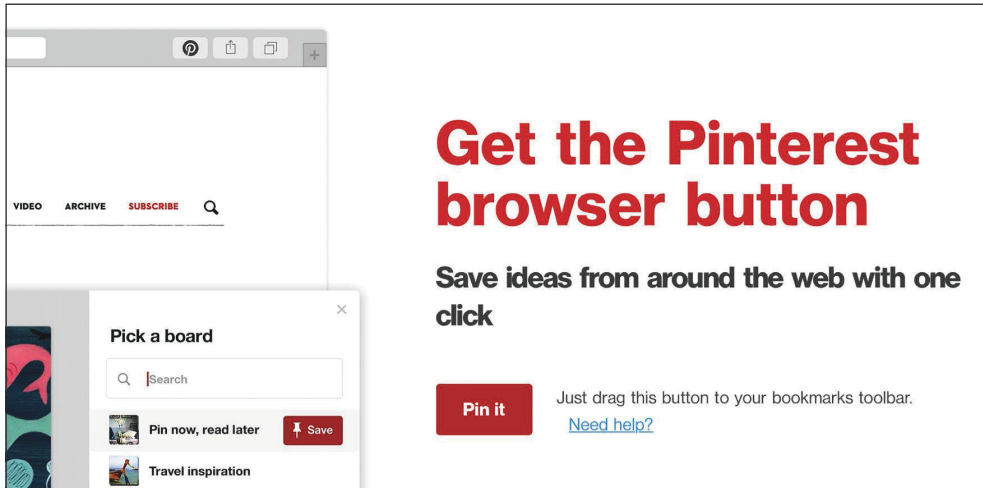 VIDEO ARCHIVE SUBSCRIBE
Pick a board
Search
Pin now, read later Save
Travel inspiration
Get the Pinterest
browser button
Save ideas from around the web with one
click
Pin it
Just drag this button to your bookmarks toolbar.
Need help?